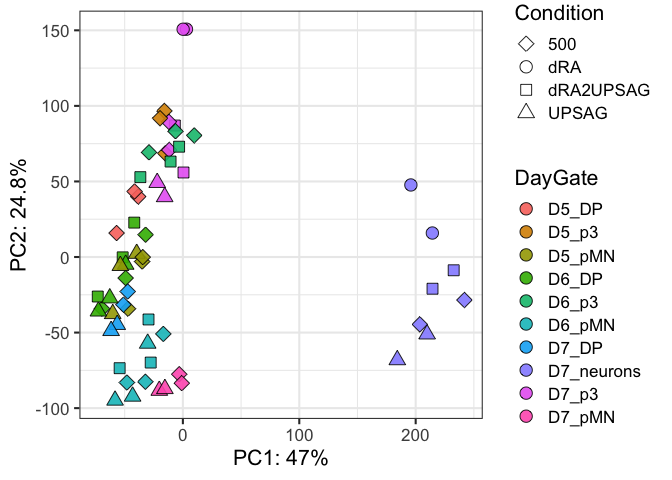 150
100
50
0
-50
-100
0
100
200
PC1: 47%
PC2: 24.8%
Condition
500
dRA
dRA2UPSAG
UPSAG
DayGate
D5_DP
D5_p3
D5_pMN
D6_DP
D6_p3
D6_pMN
D7_DP
D7_neurons
D7_p3
D7_pMN